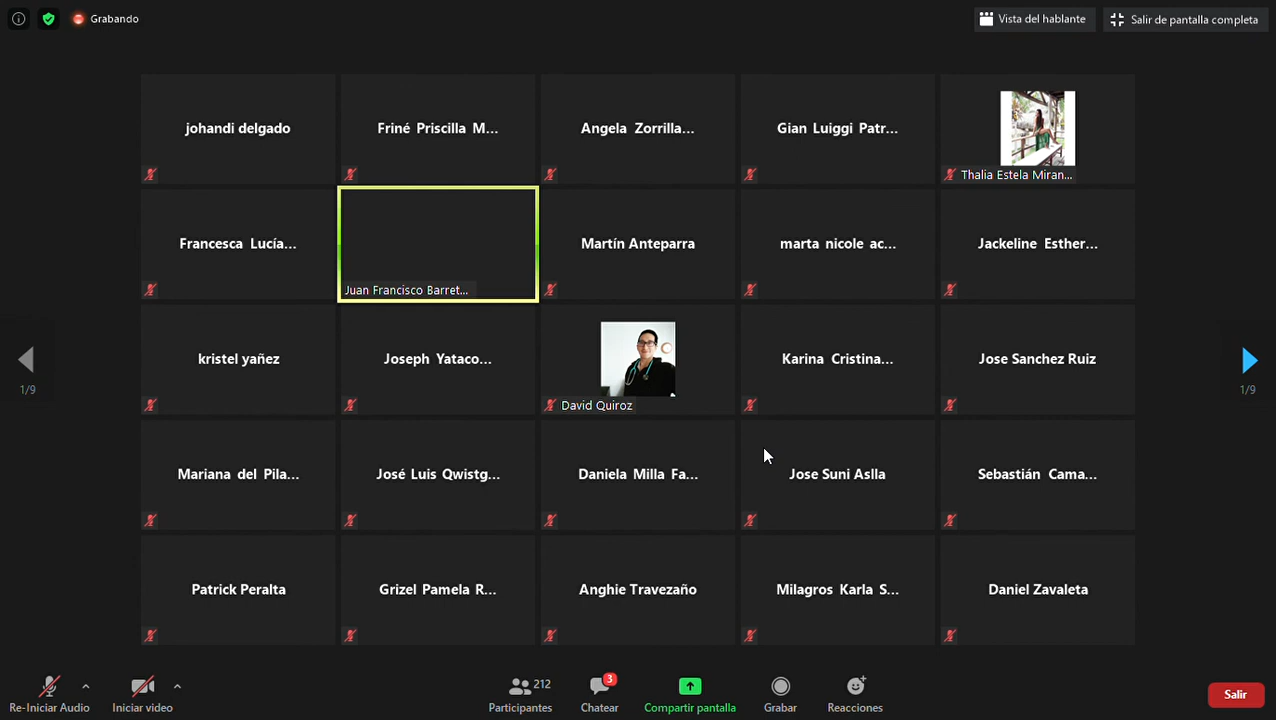 Grabando
Vista del hablante
Salir de pantalla completa
johandi delgado
Friné Priscilla M...
Angela Zorrilla...
Gian Luiggi Patr...
Thalia Estela Miran...
Francesca Lucía...
Juan Francisco Barret...
Martín Anteparra
marta nicole ac...
Jackeline Esther...
kristel yañez
Joseph Yataco...
David Quiroz
Karina Cristina...
Jose Sanchez Ruiz
1/9
1/9
Mariana del Pila...
José Luis Qwistg...
Daniela Milla Fa...
Jose Suni Aslla
Sebastián Cama...
Patrick Peralta
Grizel Pamela R...
Anghie Travezaño
Milagros Karla S...
Daniel Zavaleta
Re-Iniciar Audio
Iniciar video
212
Participantes
3
Chatear
Compartir pantalla
Grabar
Reacciones
Salir